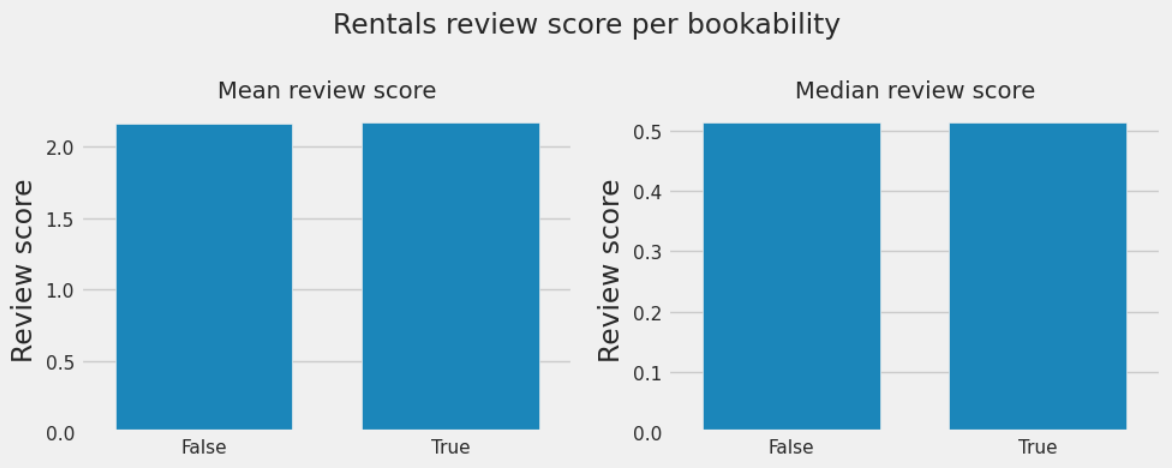 Rentals review score per bookability
Mean review score
Review score
2.0
1.5
1.0
0.5
0.0
False
True
Median review score
Review score
0.5
0.4
0.3
0.2
0.1
0.0
False
True